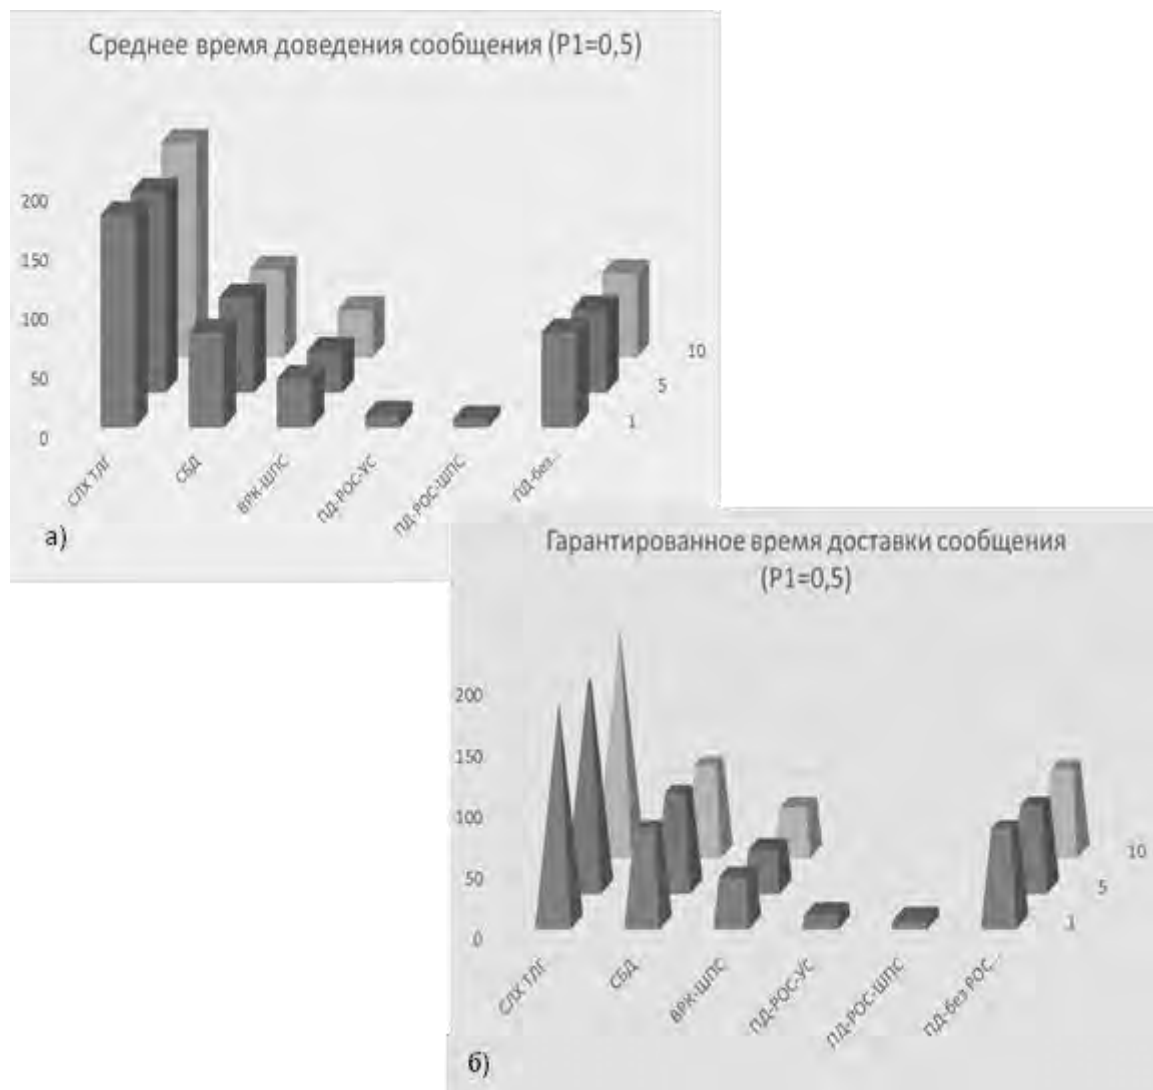 Среднее время доведения сообщения (Р1=0,5)
200
150
100
50
0
10
5
1
СЛХ ТЛГ
СБД
ВРК-ШПС
ПД-РОС-УС
ПД-РОС-ШПС
ПД-без...
а)
Гарантированное время доставки сообщения
(Р1=0,5)
200
150
100
50
0
10
5
1
СЛХ ТЛГ
СБД
ВРК-ШПС
ПД-РОС-УС
ПД-РОС-ШПС
ПД-без РОС...
б)